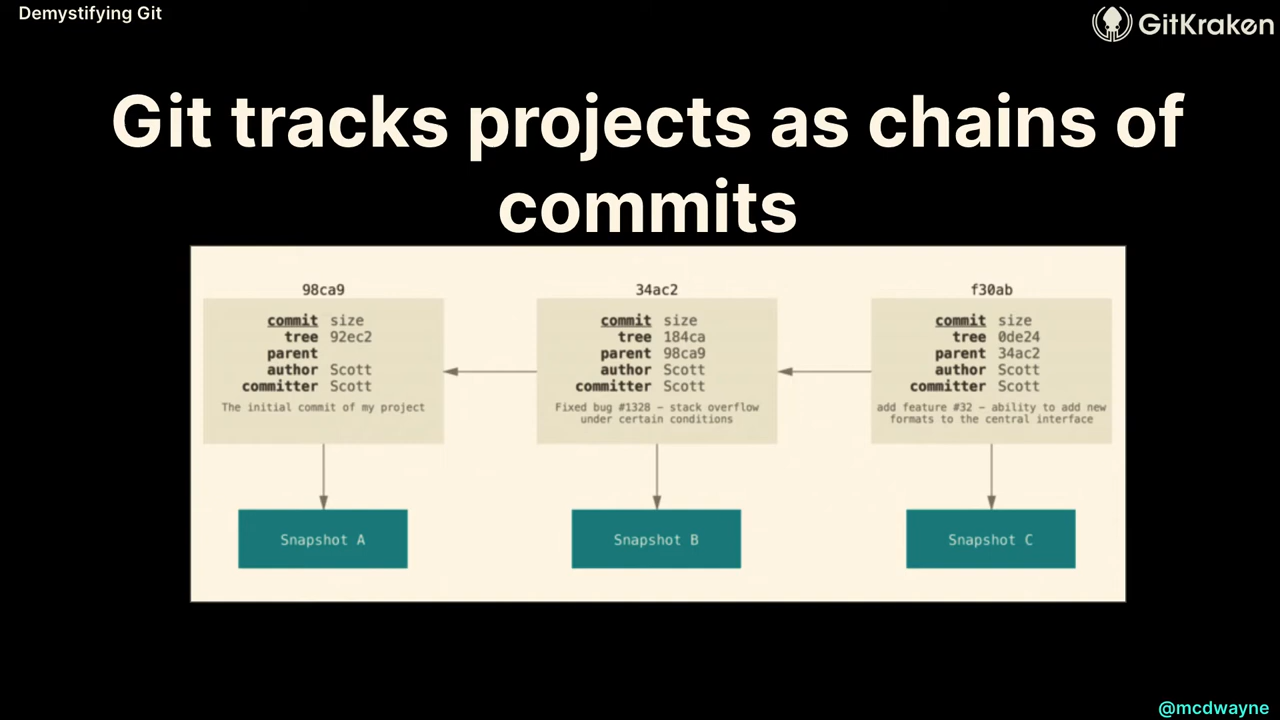 Demystifying Git
GitKraken
Git tracks projects as chains of
commits
98ca9
commit size
tree 92ec2
parent
author Scott
committer Scott
The initial commit of my project
Snapshot A
34ac2
commit size
tree 184ca
parent 98ca9
author Scott
committer Scott
Fixed bug #1328 – stack overflow
under certain conditions
Snapshot B
f30ab
commit size
tree 0de24
parent 34ac2
author Scott
committer Scott
add feature #32 – ability to add new
formats to the central interface
Snapshot C
@mcdwayne